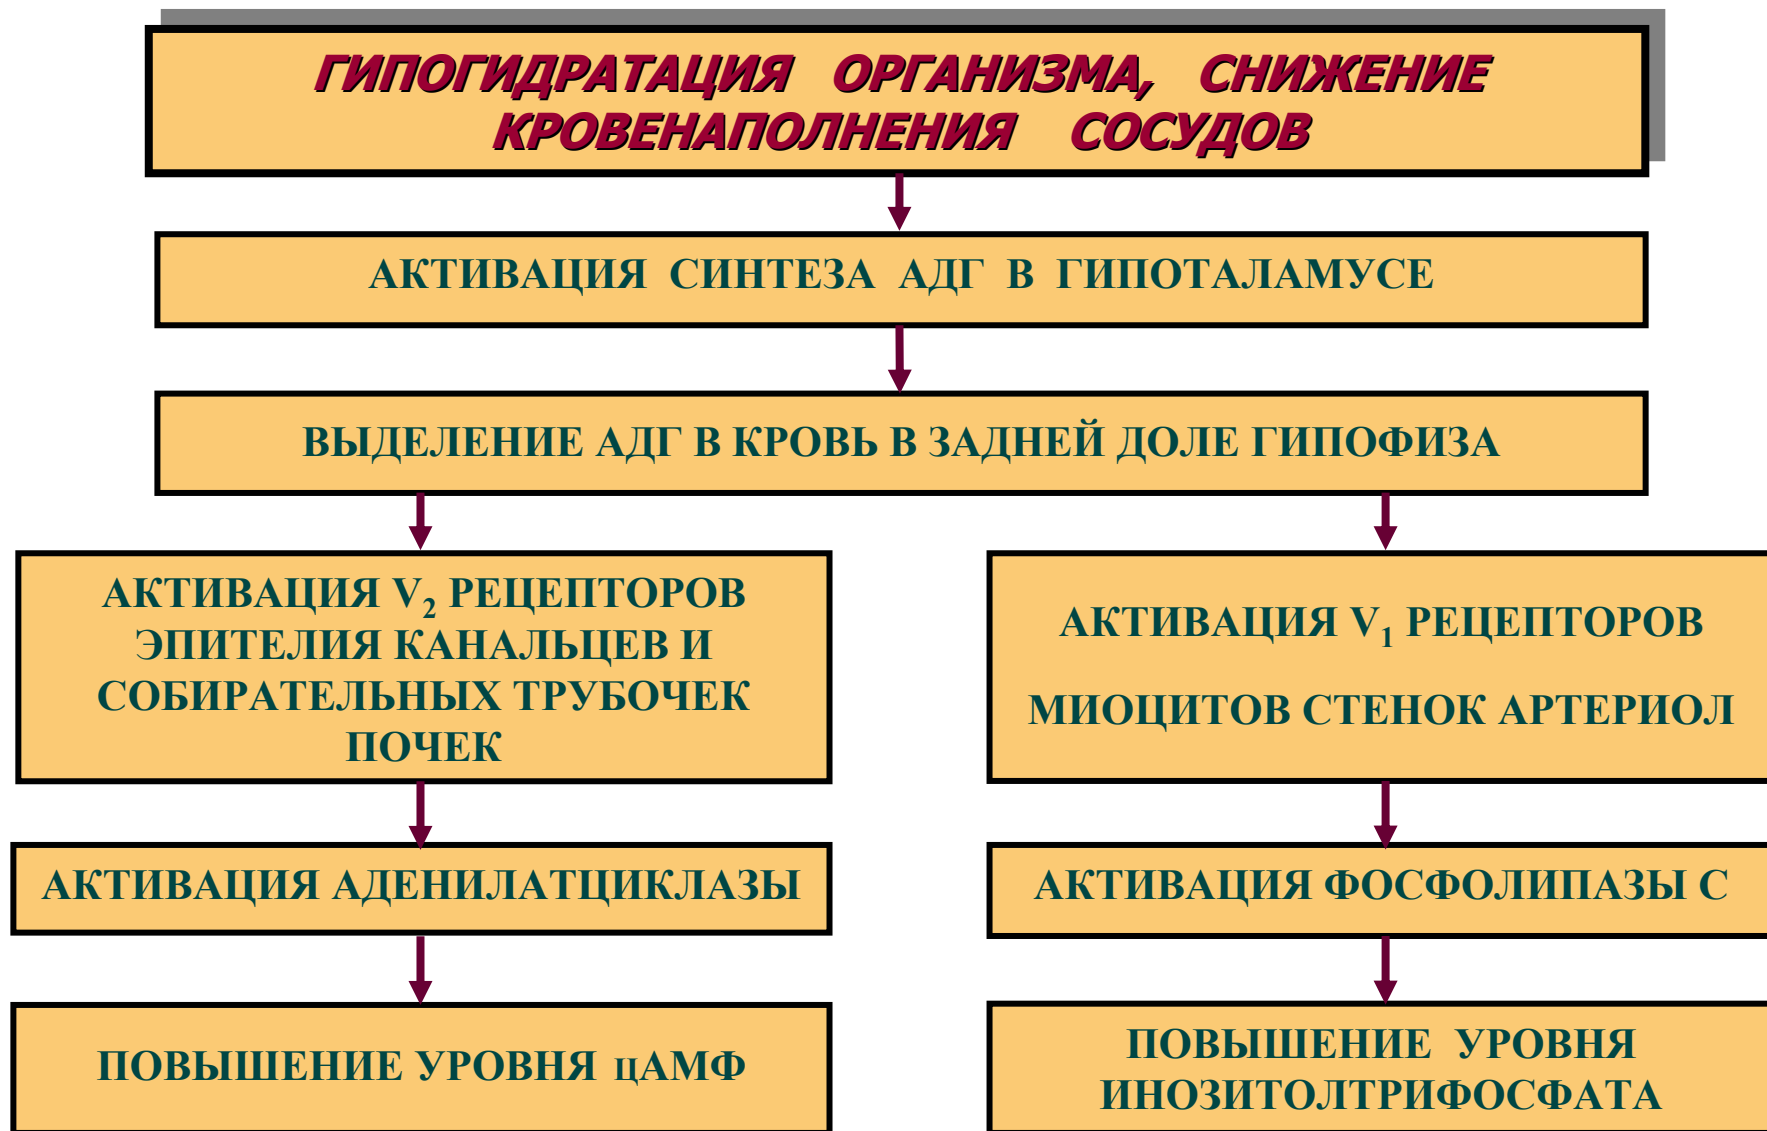 ГИПОГИДРАТАЦИЯ ОРГАНИЗМА, СНИЖЕНИЕ
КРОВЕНАПОЛНЕНИЯ СОСУДОВ
АКТИВАЦИЯ СИНТЕЗА АДГ В ГИПОТАЛАМУСЕ
ВЫДЕЛЕНИЕ АДГ В КРОВЬ В ЗАДНЕЙ ДОЛЕ ГИПОФИЗА
АКТИВАЦИЯ V₂ РЕЦЕПТОРОВ
ЭПИТЕЛИЯ КАНАЛЬЦЕВ И
СОБИРАТЕЛЬНЫХ ТРУБОЧЕК
ПОЧЕК
АКТИВАЦИЯ V₁ РЕЦЕПТОРОВ
МИОЦИТОВ СТЕНОК АРТЕРИОЛ
АКТИВАЦИЯ АДЕНИЛАТЦИКЛАЗЫ
АКТИВАЦИЯ ФОСФОЛИПАЗЫ С
ПОВЫШЕНИЕ УРОВНЯ цАМФ
ПОВЫШЕНИЕ УРОВНЯ
ИНОЗИТОЛТРИФОСФАТА